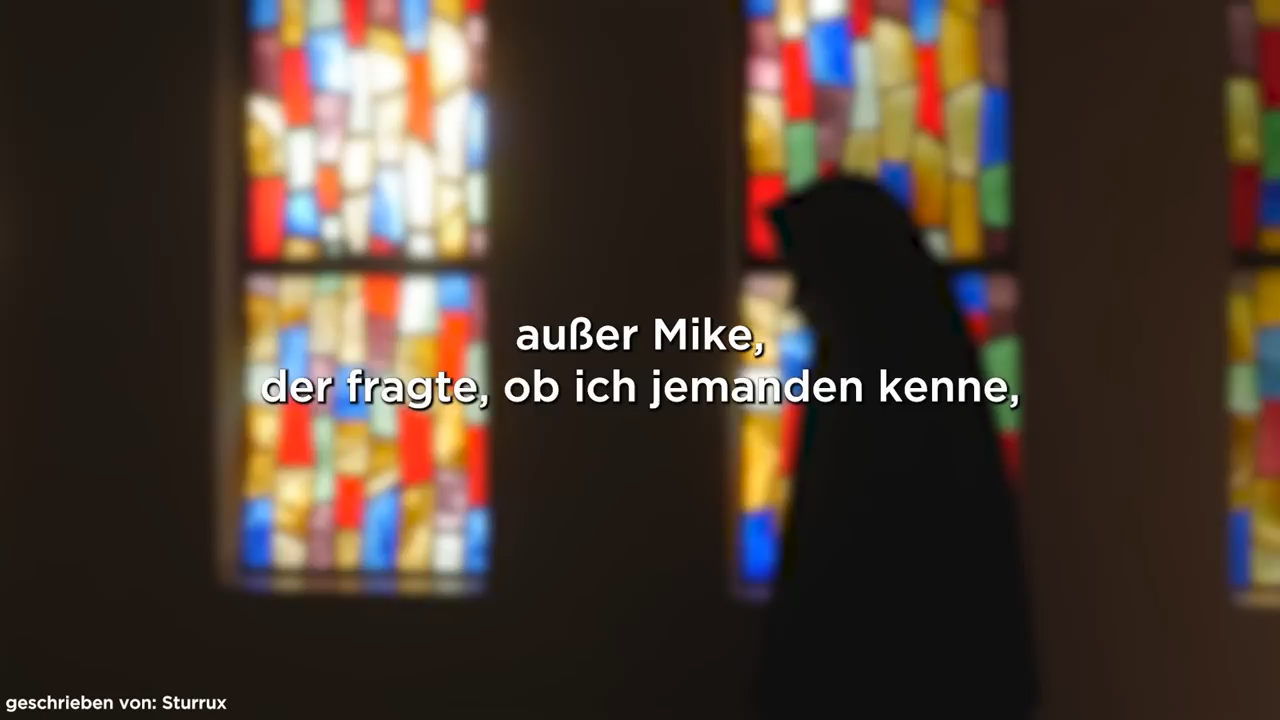 außer Mike,
der fragte, ob ich jemanden kenne,
geschrieben von: Sturrux